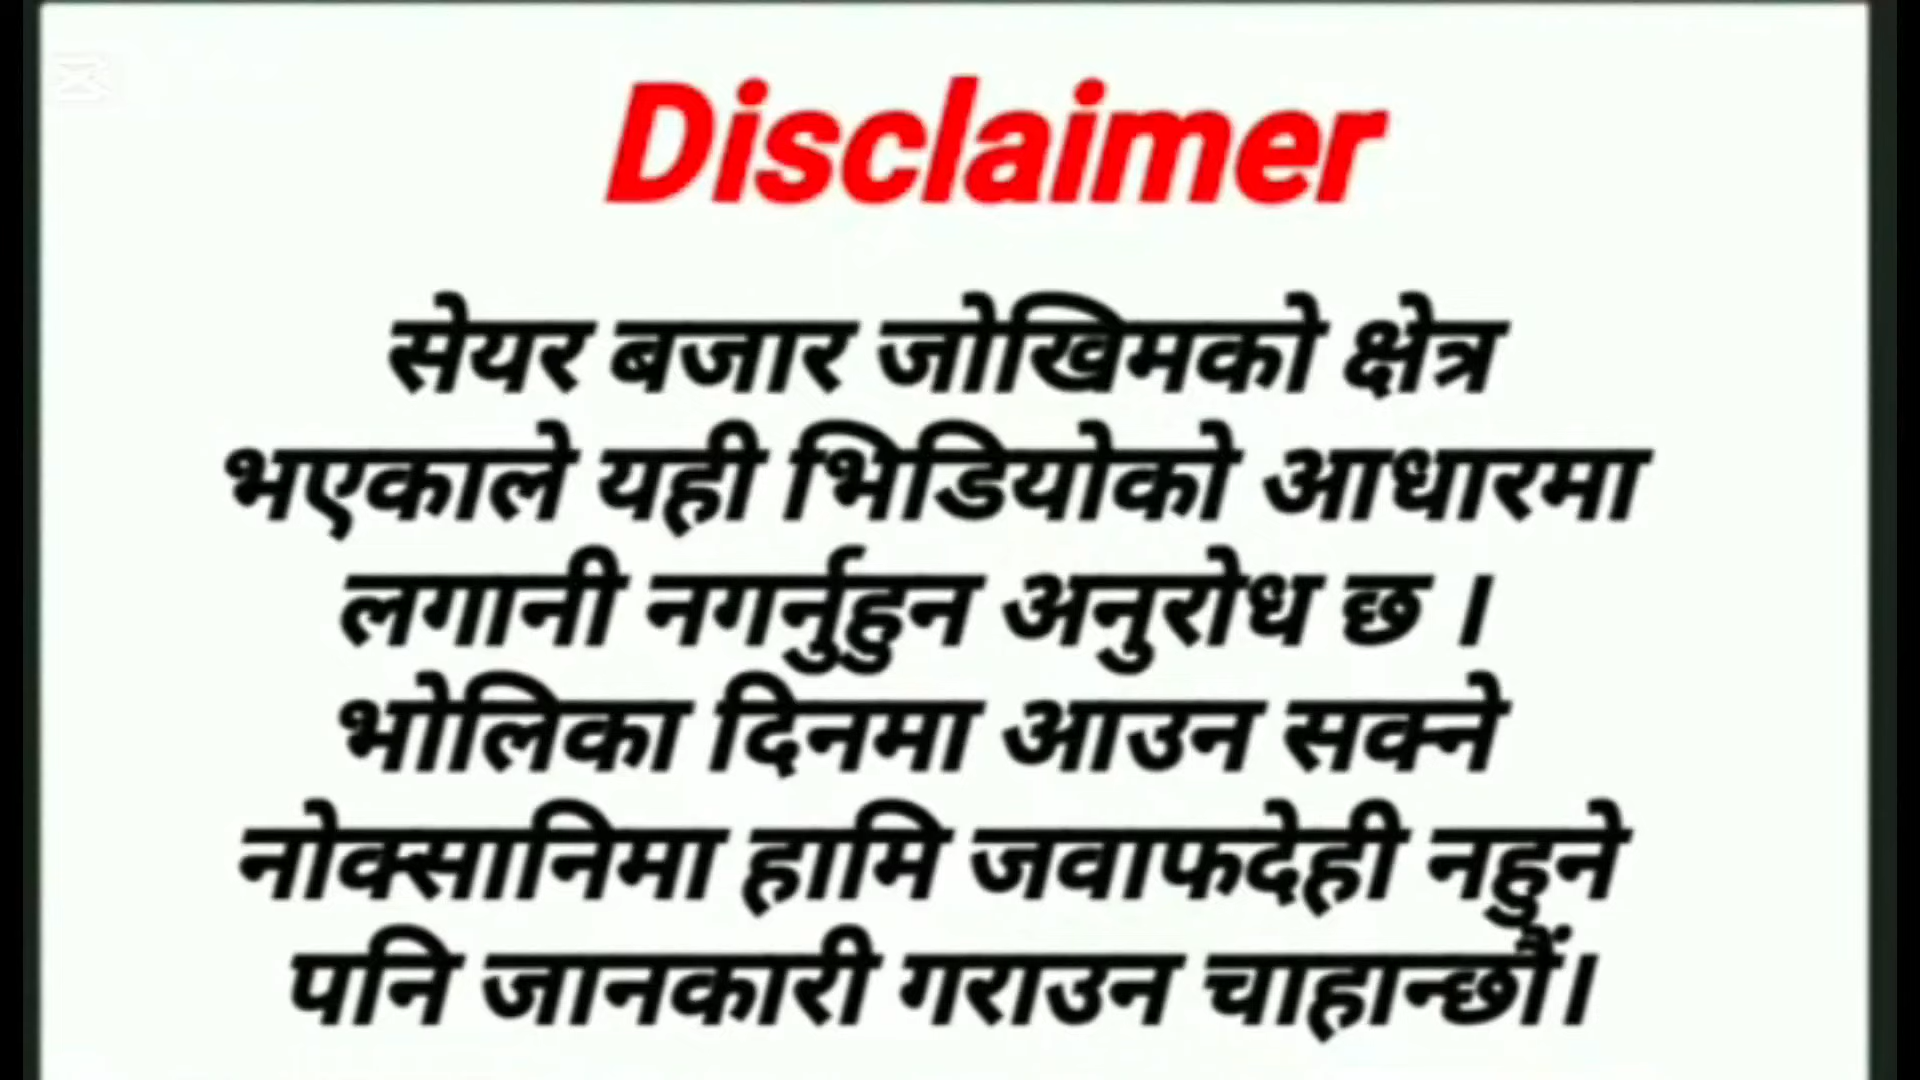 Disclaimer
सेयर बजार जोखिमको क्षेत्र
भएकाले यही भिडियोको आधारमा
लगानी नगर्नुहुन अनुरोध छ ।
भोलिका दिनमा आउन सक्ने
नोक्सानिमा हामि जवाफदेही नहुने
पनि जानकारी गराउन चाहान्छौं।